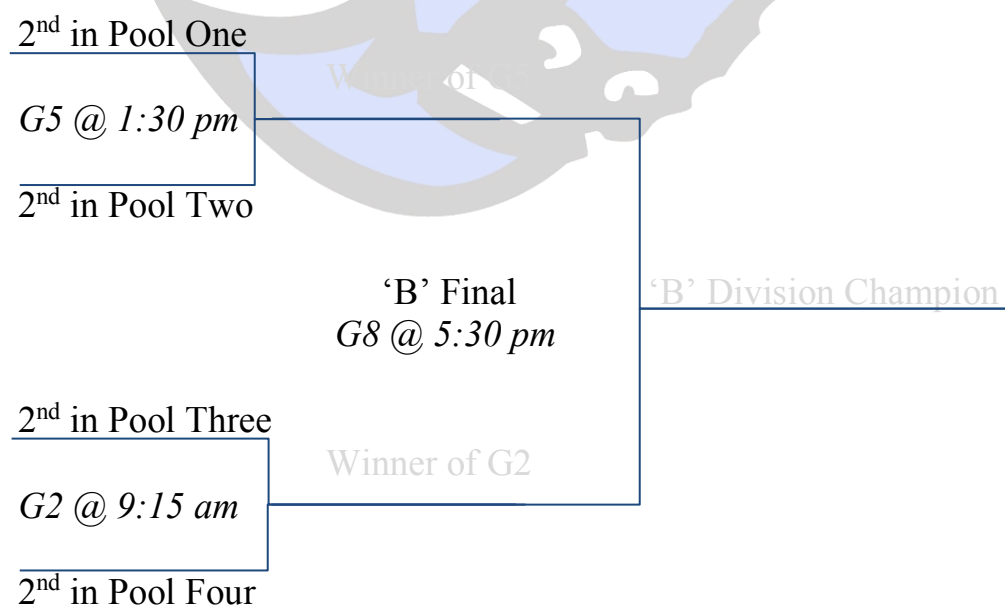 2nd in Pool One
Winner of G5
G5 @ 1:30 pm
2nd in Pool Two
‘B’ Final
G8 @ 5:30 pm
‘B’ Division Champion
2nd in Pool Three
Winner of G2
G2 @ 9:15 am
2nd in Pool Four